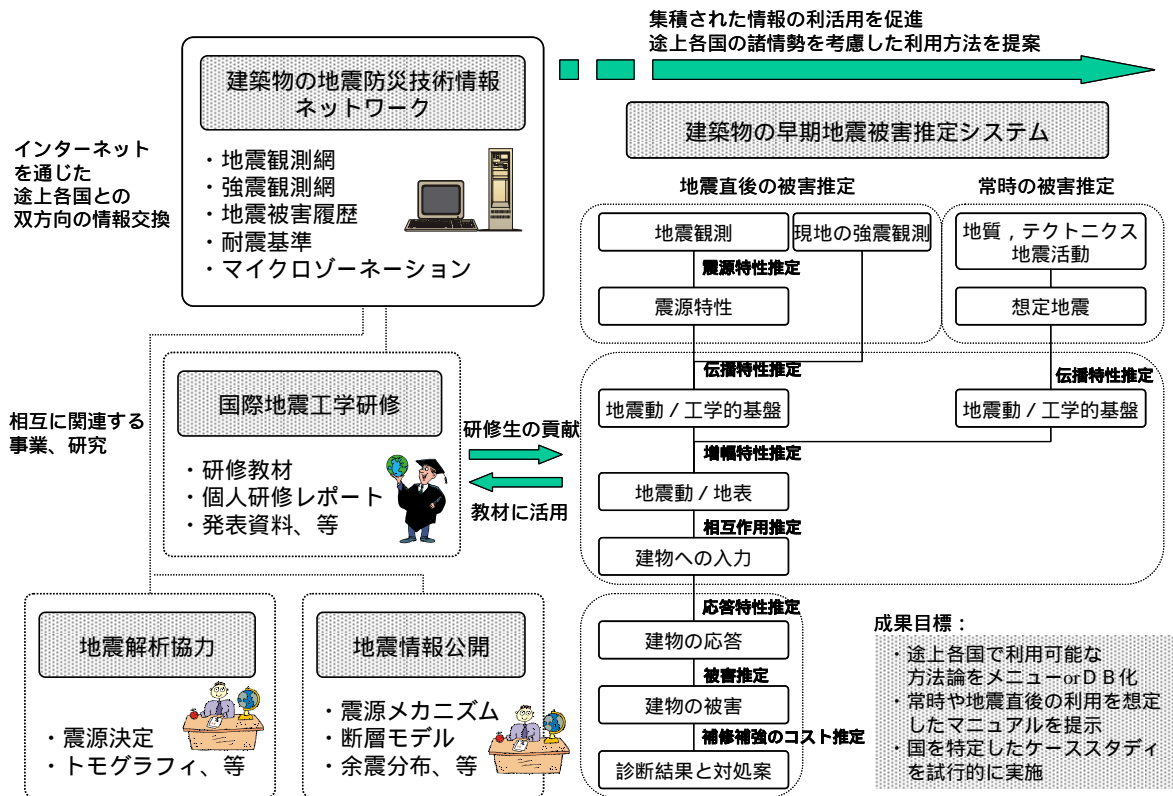 集積された情報の利活用を促進
途上各国の諸情勢を考慮した利用方法を提案
建築物の地震防災技術情報
ネットワーク
・地震観測網
・強震観測網
・地震被害履歴
・耐震基準
・マイクロゾーネーション
インターネット
を通じた
途上各国との
双方向の情報交換
建築物の早期地震被害推定システム
地震直後の被害推定
常時の被害推定
地震観測
現地の強震観測
地質，テクトニクス
地震活動
震源特性推定
震源特性
想定地震
伝播特性推定
伝播特性推定
地震動 / 工学的基盤
地震動 / 工学的基盤
増幅特性推定
地震動 / 地表
相互作用推定
建物への入力
応答特性推定
建物の応答
被害推定
建物の被害
補修補強のコスト推定
診断結果と対処案
相互に関連する
事業、研究
国際地震工学研修
・研修教材
・個人研修レポート
・発表資料、等
研修生の貢献
教材に活用
地震解析協力
・震源決定
・トモグラフィ、等
地震情報公開
・震源メカニズム
・断層モデル
・余震分布、等
成果目標：
・途上各国で利用可能な
方法論をメニューorＤＢ化
・常時や地震直後の利用を想定
したマニュアルを提示
・国を特定したケーススタディ
を試行的に実施